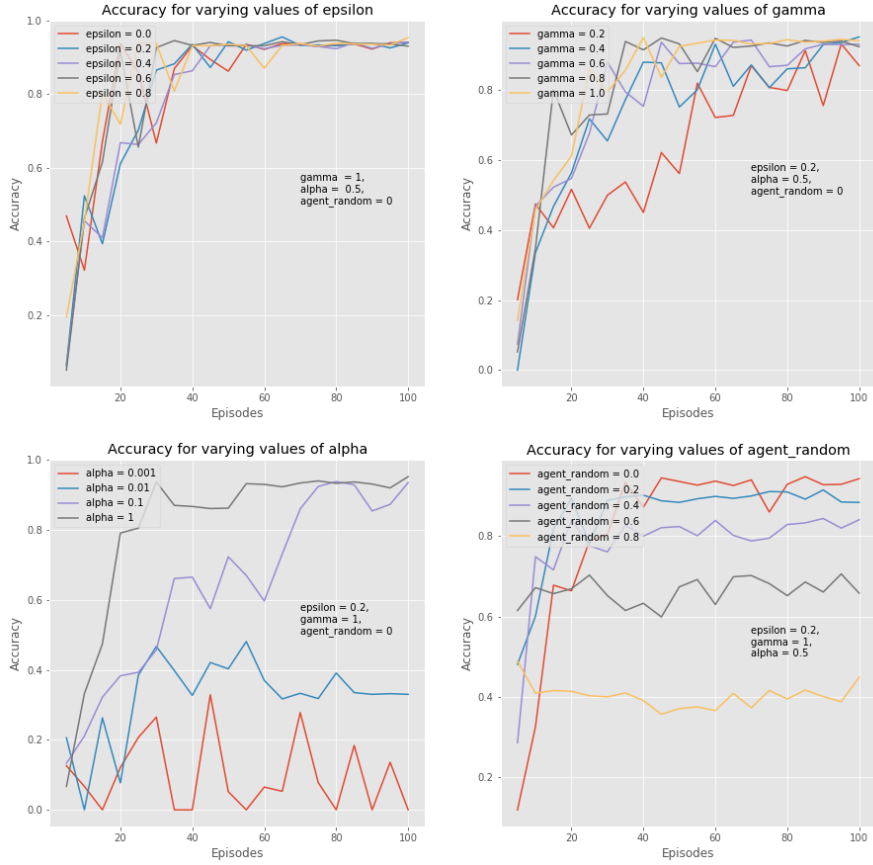 Accuracy for varying values of epsilon
1.0
0.8
0.6
0.4
0.2
Accuracy
epsilon = 0.0
epsilon = 0.2
epsilon = 0.4
epsilon = 0.6
epsilon = 0.8
gamma  = 1,
alpha =  0.5,
agent_random = 0
20
40
60
80
100
Episodes
Accuracy for varying values of gamma
0.8
0.6
0.4
0.2
0.0
Accuracy
gamma = 0.2
gamma = 0.4
gamma = 0.6
gamma = 0.8
gamma = 1.0
epsilon = 0.2,
alpha = 0.5,
agent_random = 0
20
40
60
80
100
Episodes
Accuracy for varying values of alpha
1.0
0.8
0.6
0.4
0.2
0.0
Accuracy
alpha = 0.001
alpha = 0.01
alpha = 0.1
alpha = 1
epsilon = 0.2,
gamma = 1,
agent_random = 0
20
40
60
80
100
Episodes
Accuracy for varying values of agent_random
0.8
0.6
0.4
0.2
Accuracy
agent_random = 0.0
agent_random = 0.2
agent_random = 0.4
agent_random = 0.6
agent_random = 0.8
epsilon = 0.2,
gamma = 1,
alpha = 0.5
20
40
60
80
100
Episodes